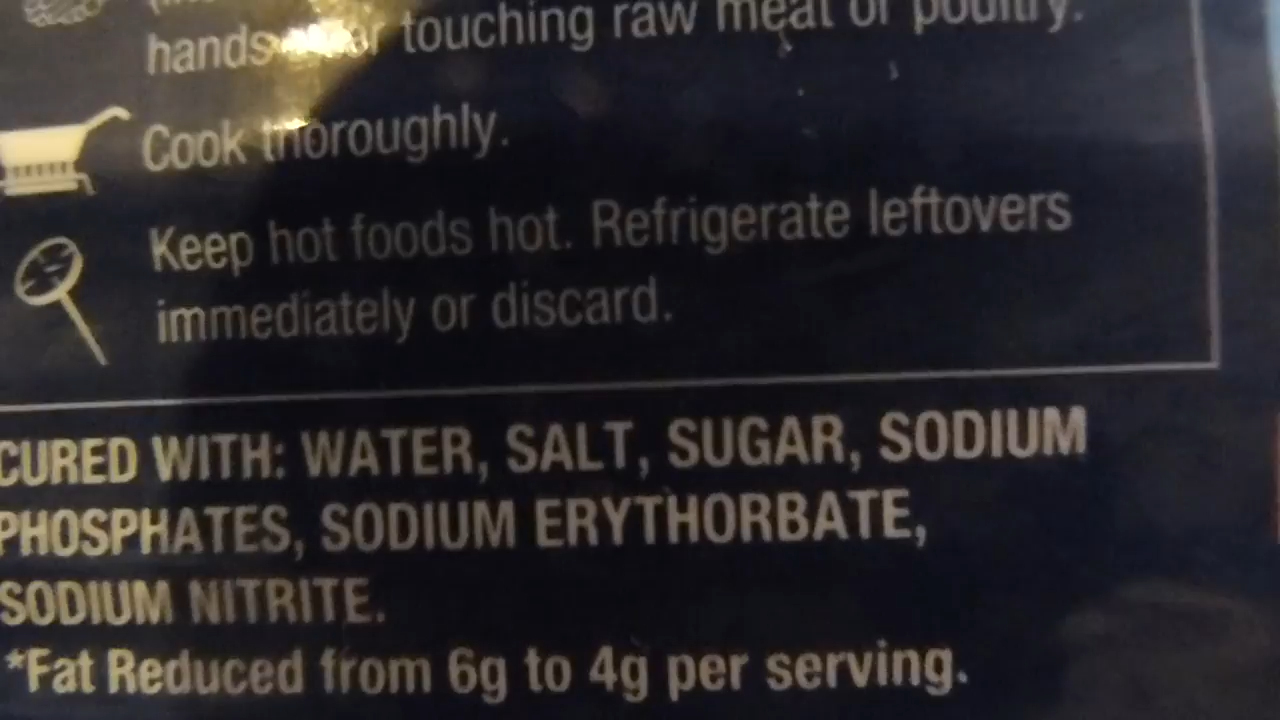 hands after touching raw meat or poultry.
Cook thoroughly.
Keep hot foods hot. Refrigerate leftovers
immediately or discard.
CURED WITH: WATER, SALT, SUGAR, SODIUM
PHOSPHATES, SODIUM ERYTHORBATE,
SODIUM NITRITE.
*Fat Reduced from 6g to 4g per serving.